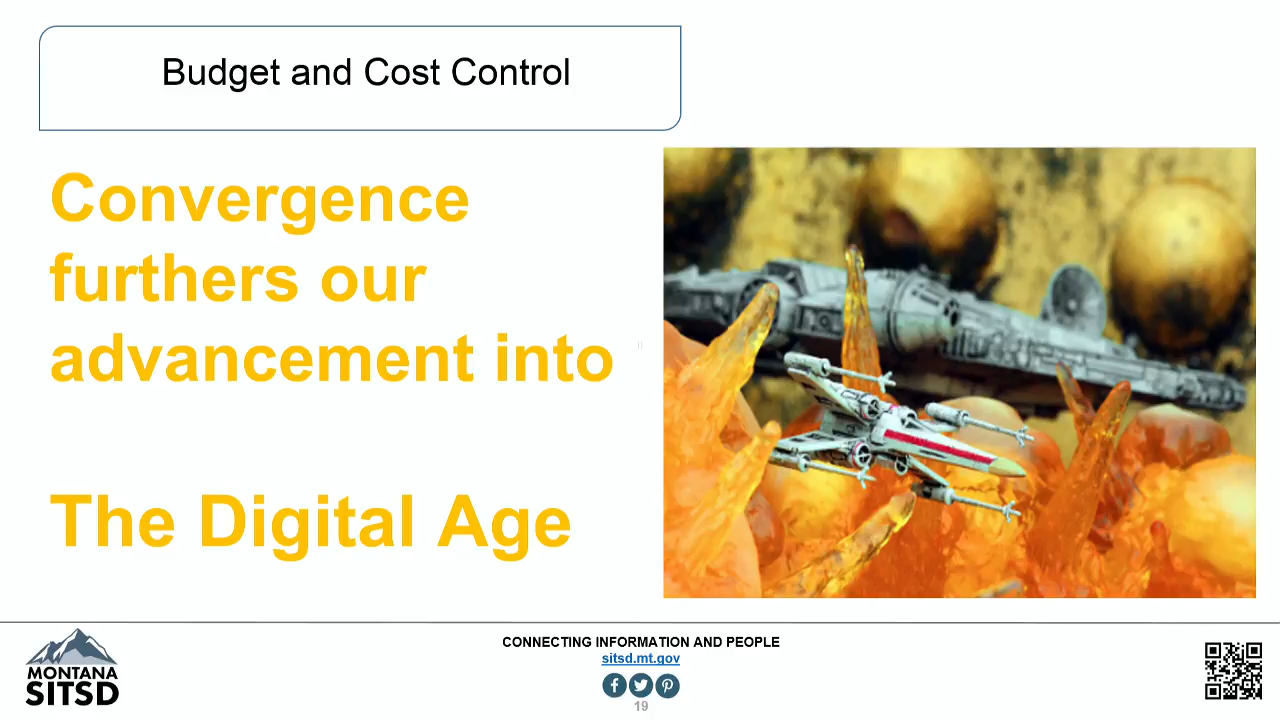 Budget and Cost Control
Convergence
furthers our
advancement into
The Digital Age
CONNECTING INFORMATION AND PEOPLE
sitsd.mt.gov
MONTANA
SITSD
19